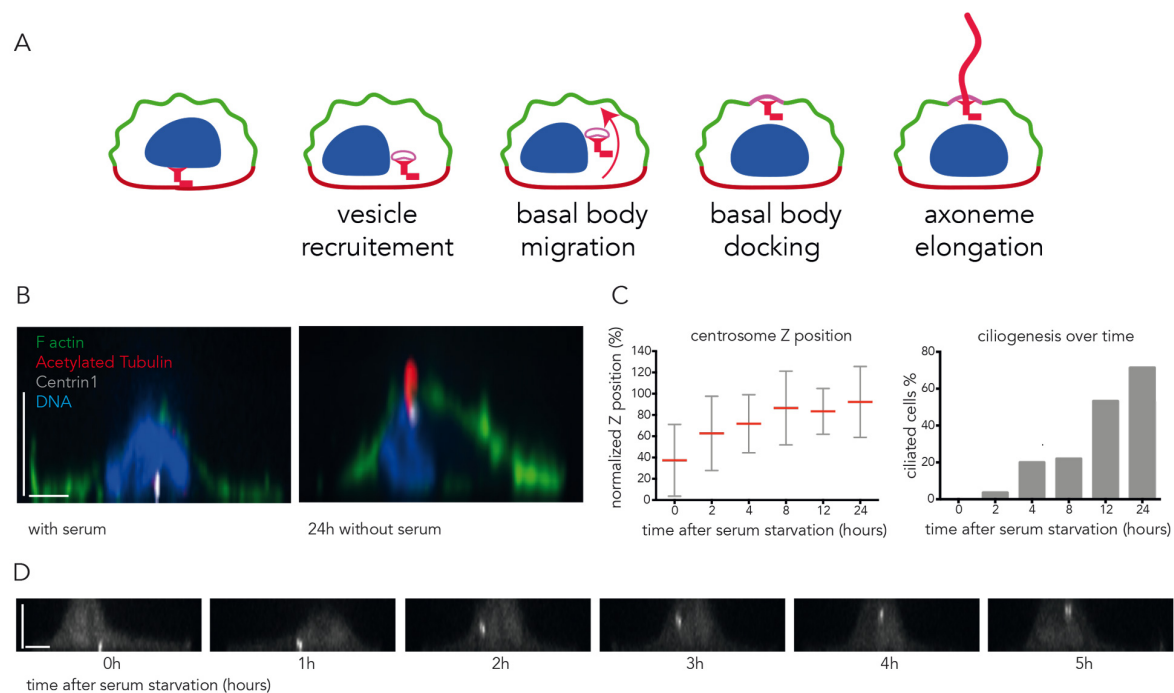 A
vesicle
recruitement
basal body
migration
basal body
docking
axoneme
elongation
B
F actin
Acetylated Tubulin
Centrin1
DNA
with serum
24h without serum
C
centrosome Z position
normalized Z position (%)
140
120
100
80
60
40
20
0
0 2 4 8 12 24
time after serum starvation (hours)
ciliogenesis over time
ciliated cells %
80
60
40
20
0
0 2 4 8 12 24
time after serum starvation (hours)
D
0h 1h 2h 3h 4h 5h
time after serum starvation (hours)